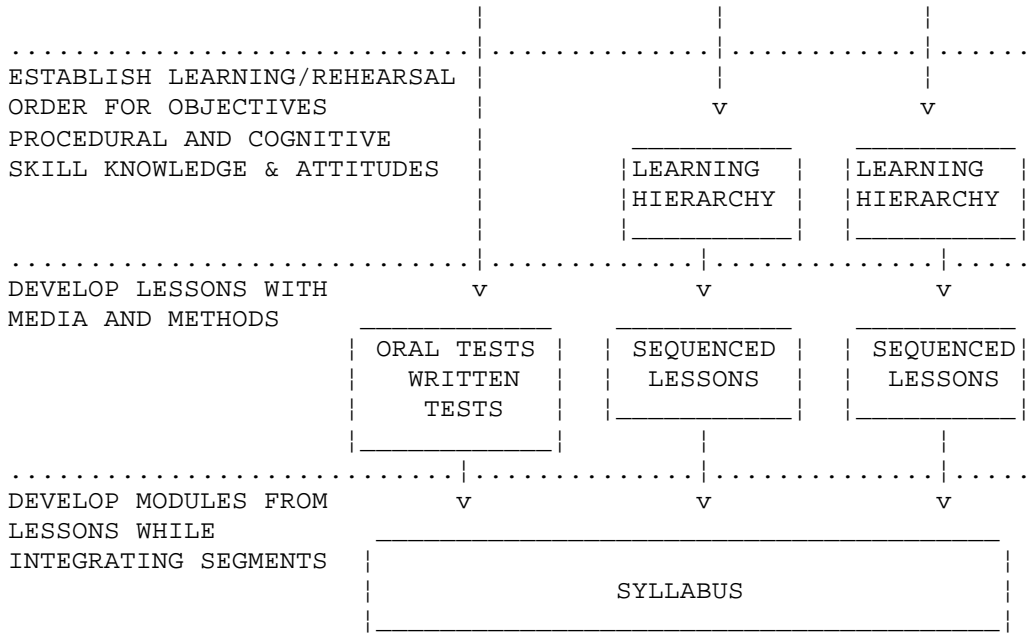 ESTABLISH LEARNING/REHEARSAL
ORDER FOR OBJECTIVES
PROCEDURAL AND COGNITIVE
SKILL KNOWLEDGE & ATTITUDES
LEARNING
HIERARCHY
LEARNING
HIERARCHY
DEVELOP LESSONS WITH
MEDIA AND METHODS
ORAL TESTS
WRITTEN
TESTS
SEQUENCED
LESSONS
SEQUENCED
LESSONS
DEVELOP MODULES FROM
LESSONS WHILE
INTEGRATING SEGMENTS
SYLLABUS